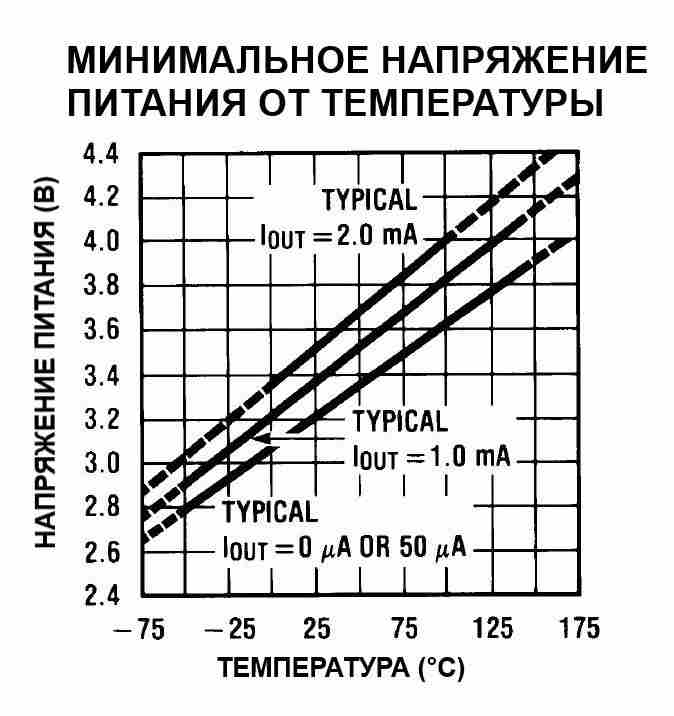 МИНИМАЛЬНОЕ НАПРЯЖЕНИЕ
ПИТАНИЯ ОТ ТЕМПЕРАТУРЫ
НАПРЯЖЕНИЕ ПИТАНИЯ (В)
4.4
4.2
4.0
3.8
3.6
3.4
3.2
3.0
2.8
2.6
2.4
TYPICAL
IOUT = 2.0 mA
TYPICAL
IOUT = 1.0 mA
TYPICAL
IOUT = 0 μA OR 50 μA
−75 −25 25 75 125 175
ТЕМПЕРАТУРА (°C)